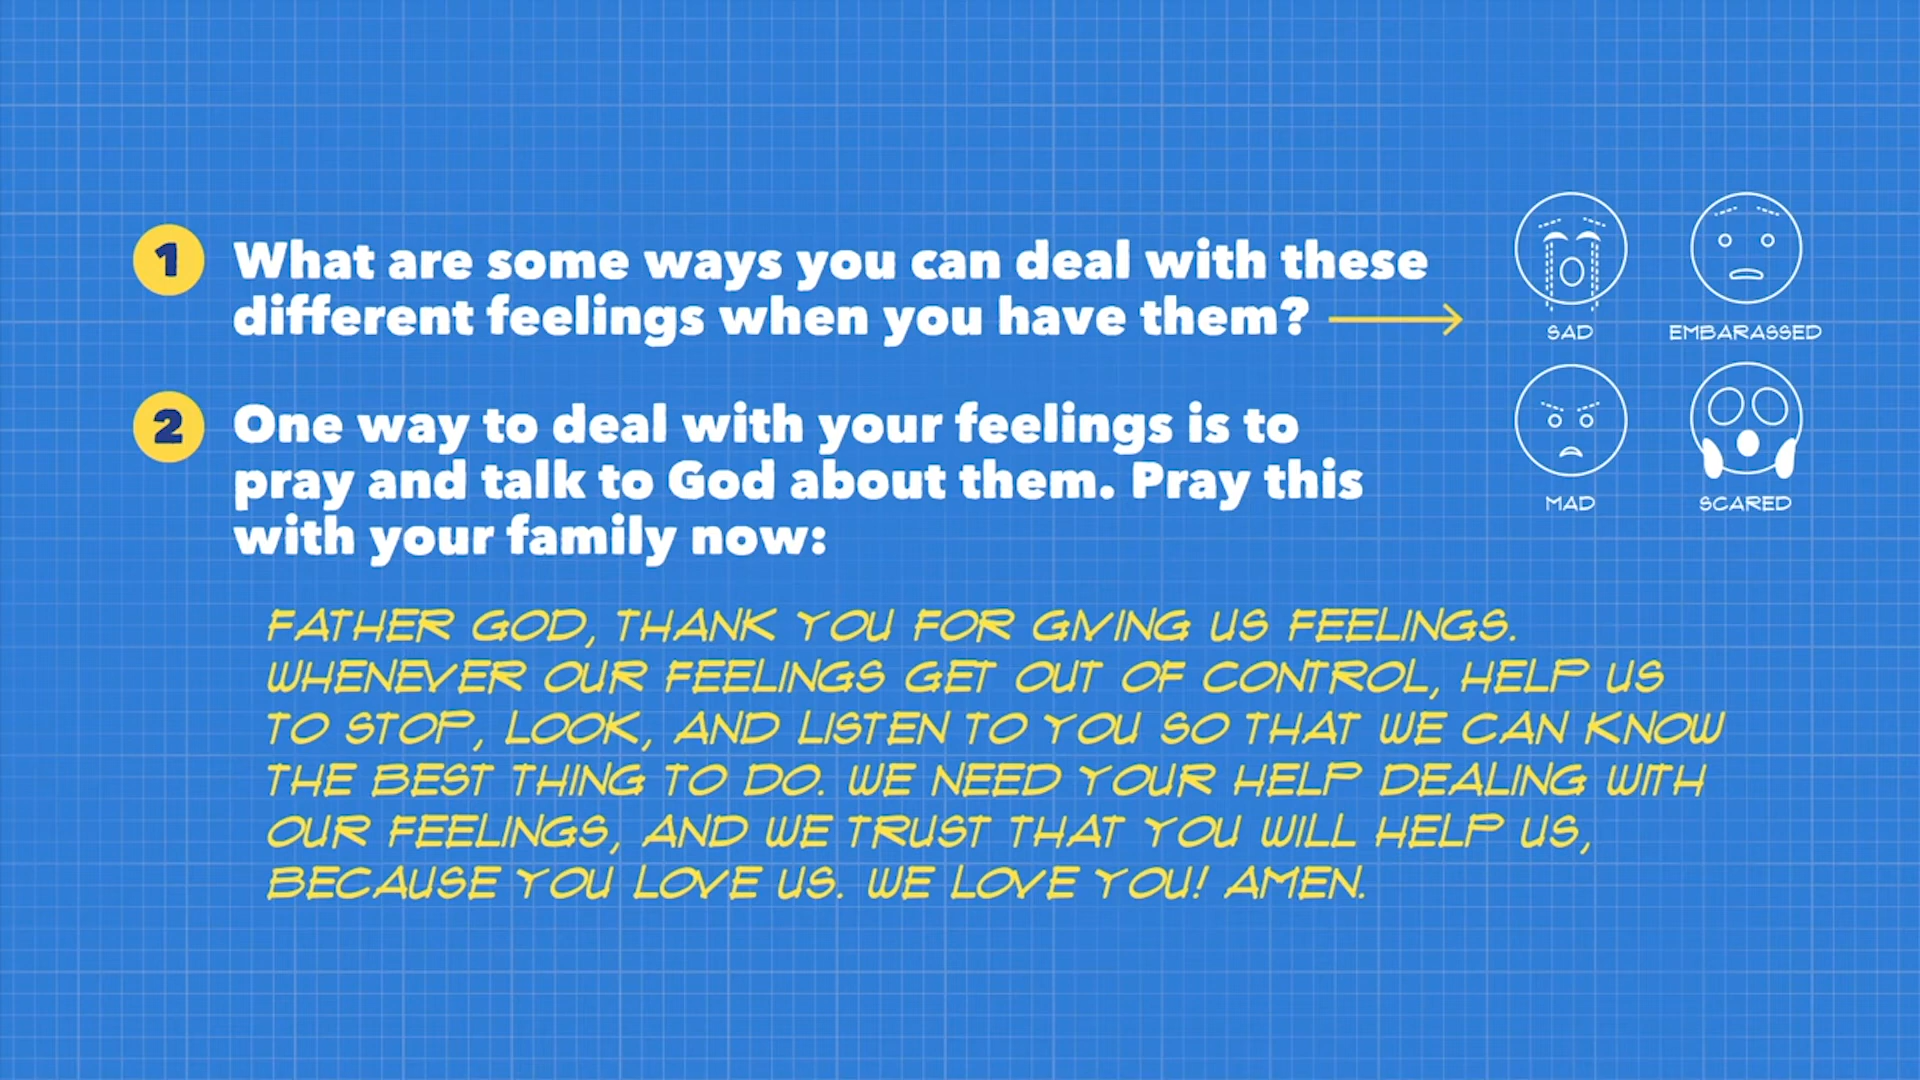 1 What are some ways you can deal with these
different feelings when you have them?
SAD EMBARASSED
MAD SCARED
2 One way to deal with your feelings is to
pray and talk to God about them. Pray this
with your family now:
FATHER GOD, THANK YOU FOR GIVING US FEELINGS.
WHENEVER OUR FEELINGS GET OUT OF CONTROL, HELP US
TO STOP, LOOK, AND LISTEN TO YOU SO THAT WE CAN KNOW
THE BEST THING TO DO. WE NEED YOUR HELP DEALING WITH
OUR FEELINGS, AND WE TRUST THAT YOU WILL HELP US,
BECAUSE YOU LOVE US. WE LOVE YOU! AMEN.